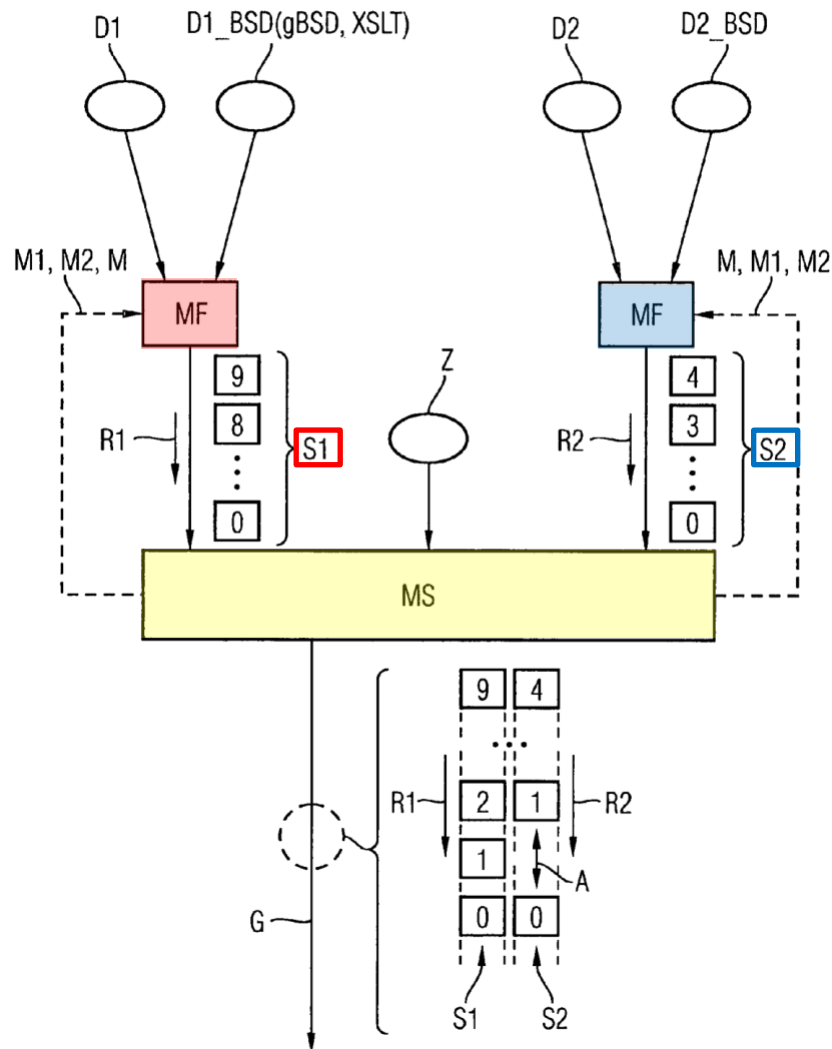 D1 D1_BSD(gBSD, XSLT) D2 D2_BSD
M1, M2, M M, M1, M2
MF MF
Z
9 4
R1 8 S1 R2 3 S2
0 0
MS
9 4
R1 2 1 R2
1 A
G 0 0
S1 S2